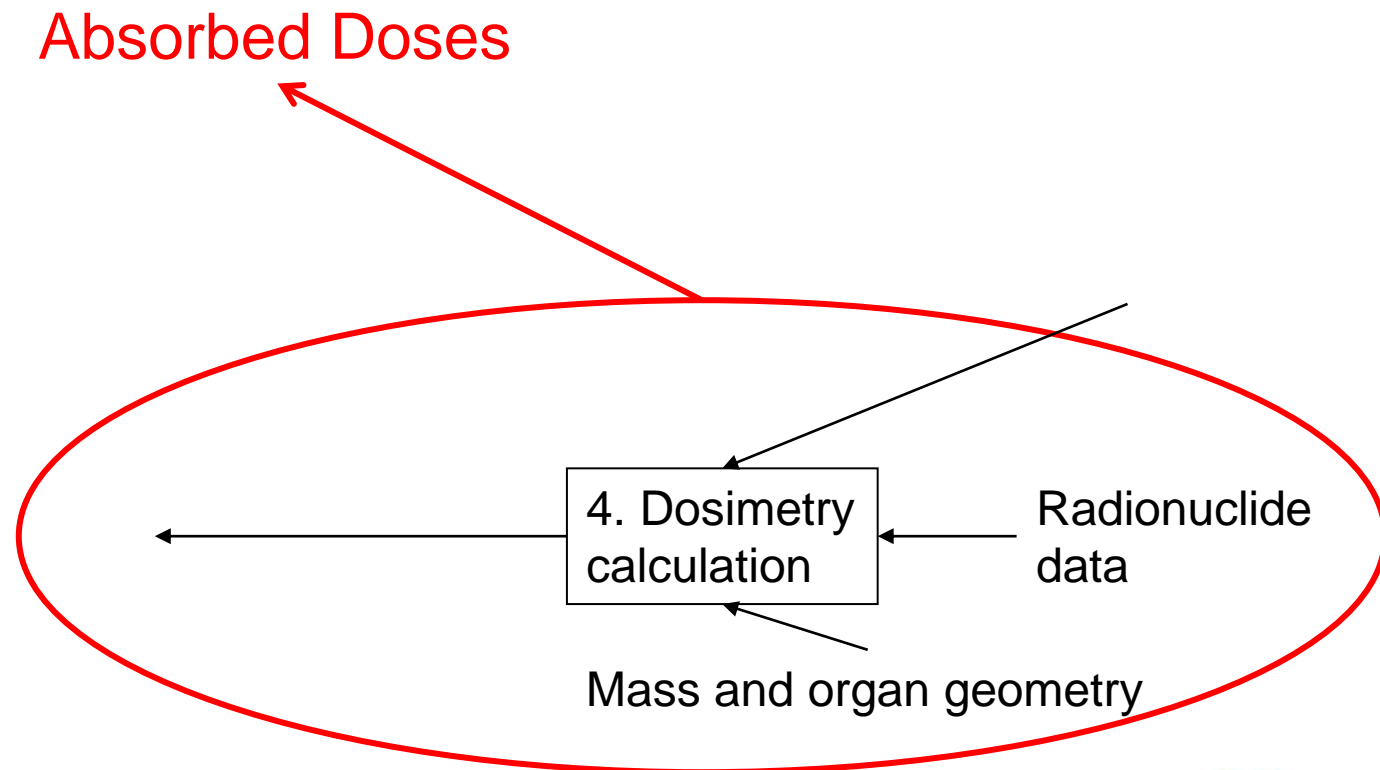 Absorbed Doses
4. Dosimetry
calculation
Radionuclide
data
Mass and organ geometry